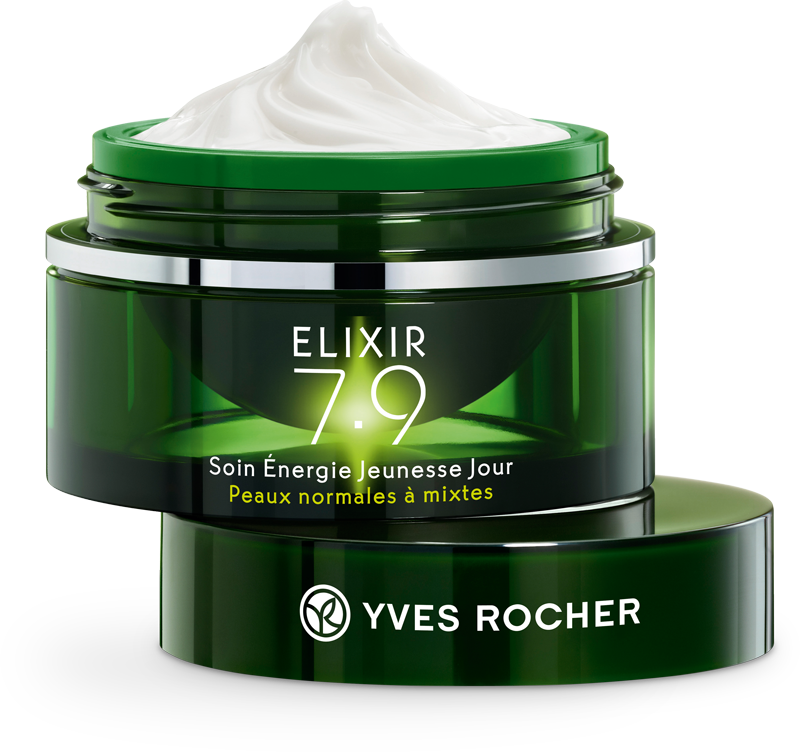 ELIXIR
7.9
Soin Énergie Jeunesse Jour
Peaux normales à mixtes
YVES ROCHER